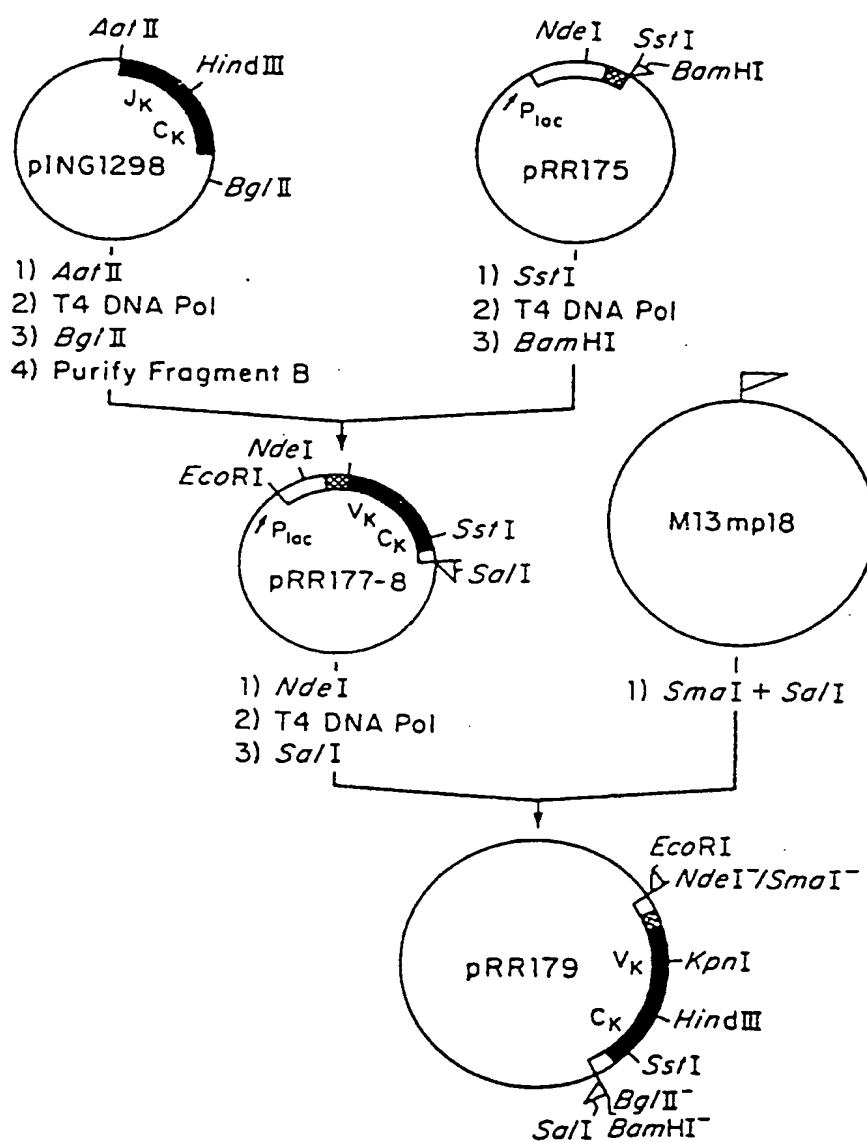 AatII
HindIII
JK
CK
pING1298
BglII
1) AatII
2) T4 DNA Pol
3) BglII
4) Purify Fragment B
NdeI
SstI
BamHI
Plac
pRR175
1) SstI
2) T4 DNA Pol
3) BamHI
NdeI
EcoRI
Plac
VK
CK
SstI
SalI
pRR177-8
M13mp18
1) NdeI
2) T4 DNA Pol
3) SalI
1) SmaI + SalI
EcoRI
NdeI⁻/SmaI⁻
pRR179
VK
KpnI
CK
HindIII
SstI
BglII⁻
SalI BamHI⁻